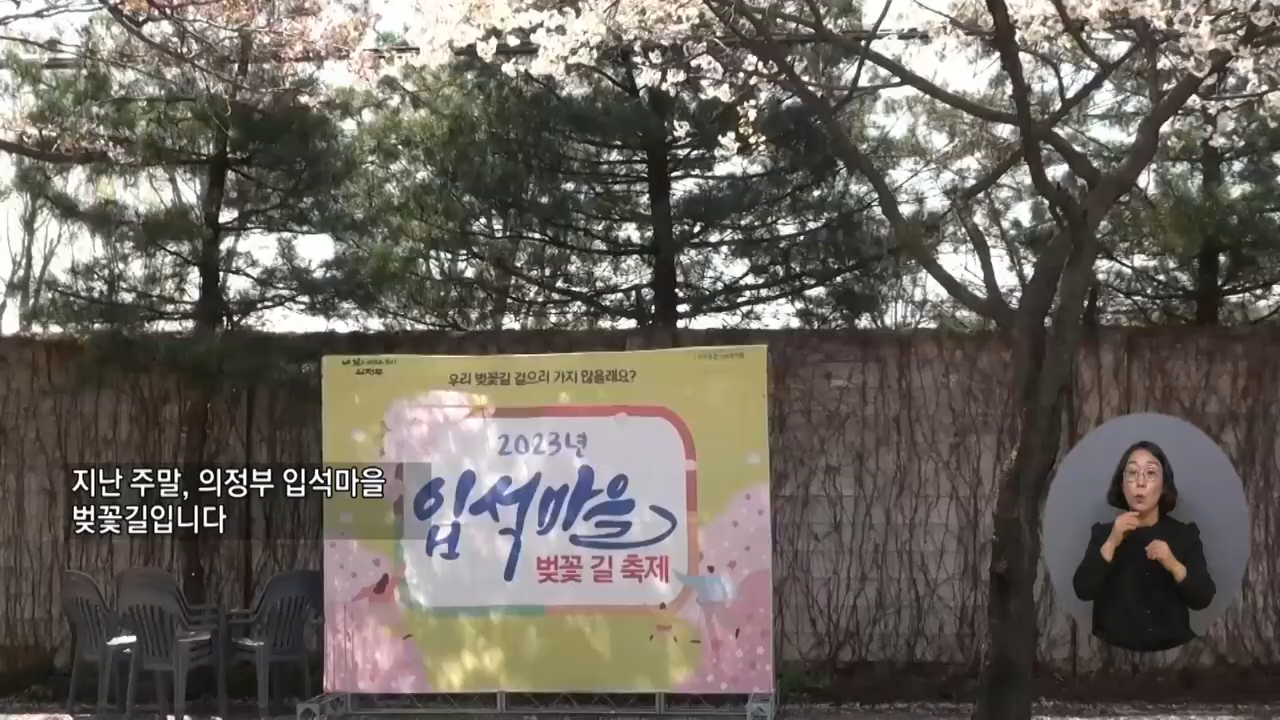 우리 벚꽃길 걸으러 가지 않을래요?
2023년
입석마을
벚꽃 길 축제
지난 주말, 의정부 입석마을
벚꽃길입니다